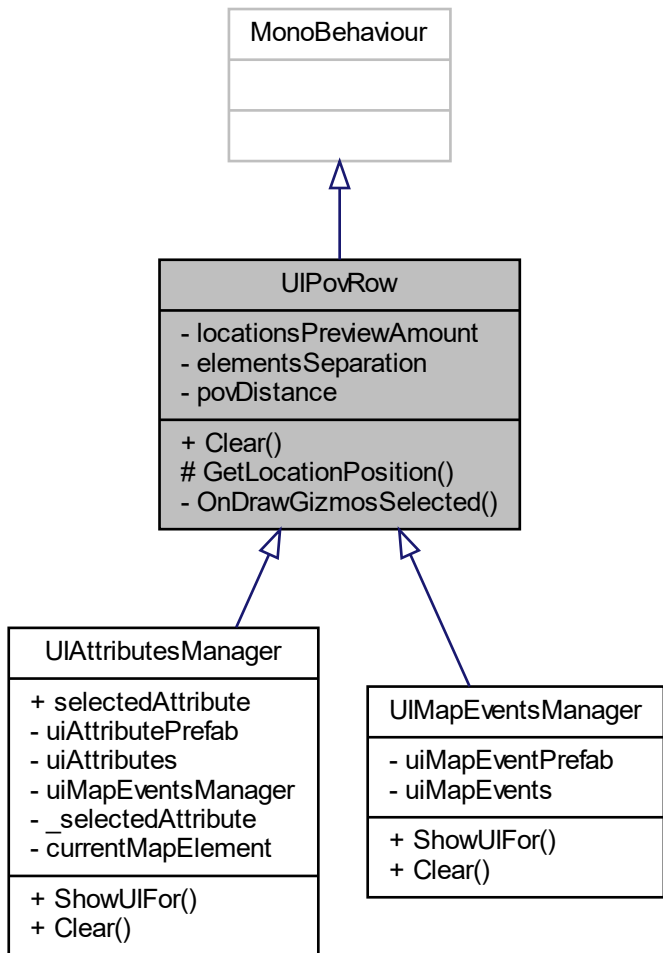 MonoBehaviour
UIPovRow
- locationsPreviewAmount
- elementsSeparation
- povDistance
+ Clear()
# GetLocationPosition()
- OnDrawGizmosSelected()
UIAttributesManager
+ selectedAttribute
- uiAttributePrefab
- uiAttributes
- uiMapEventsManager
- _selectedAttribute
- currentMapElement
+ ShowUIFor()
+ Clear()
UIMapEventsManager
- uiMapEventPrefab
- uiMapEvents
+ ShowUIFor()
+ Clear()